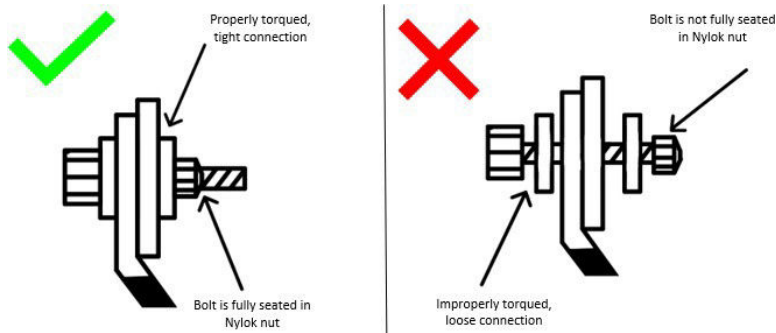 Properly torqued,
tight connection
Bolt is fully seated in
Nylok nut
Bolt is not fully seated
in Nylok nut
Improperly torqued,
loose connection